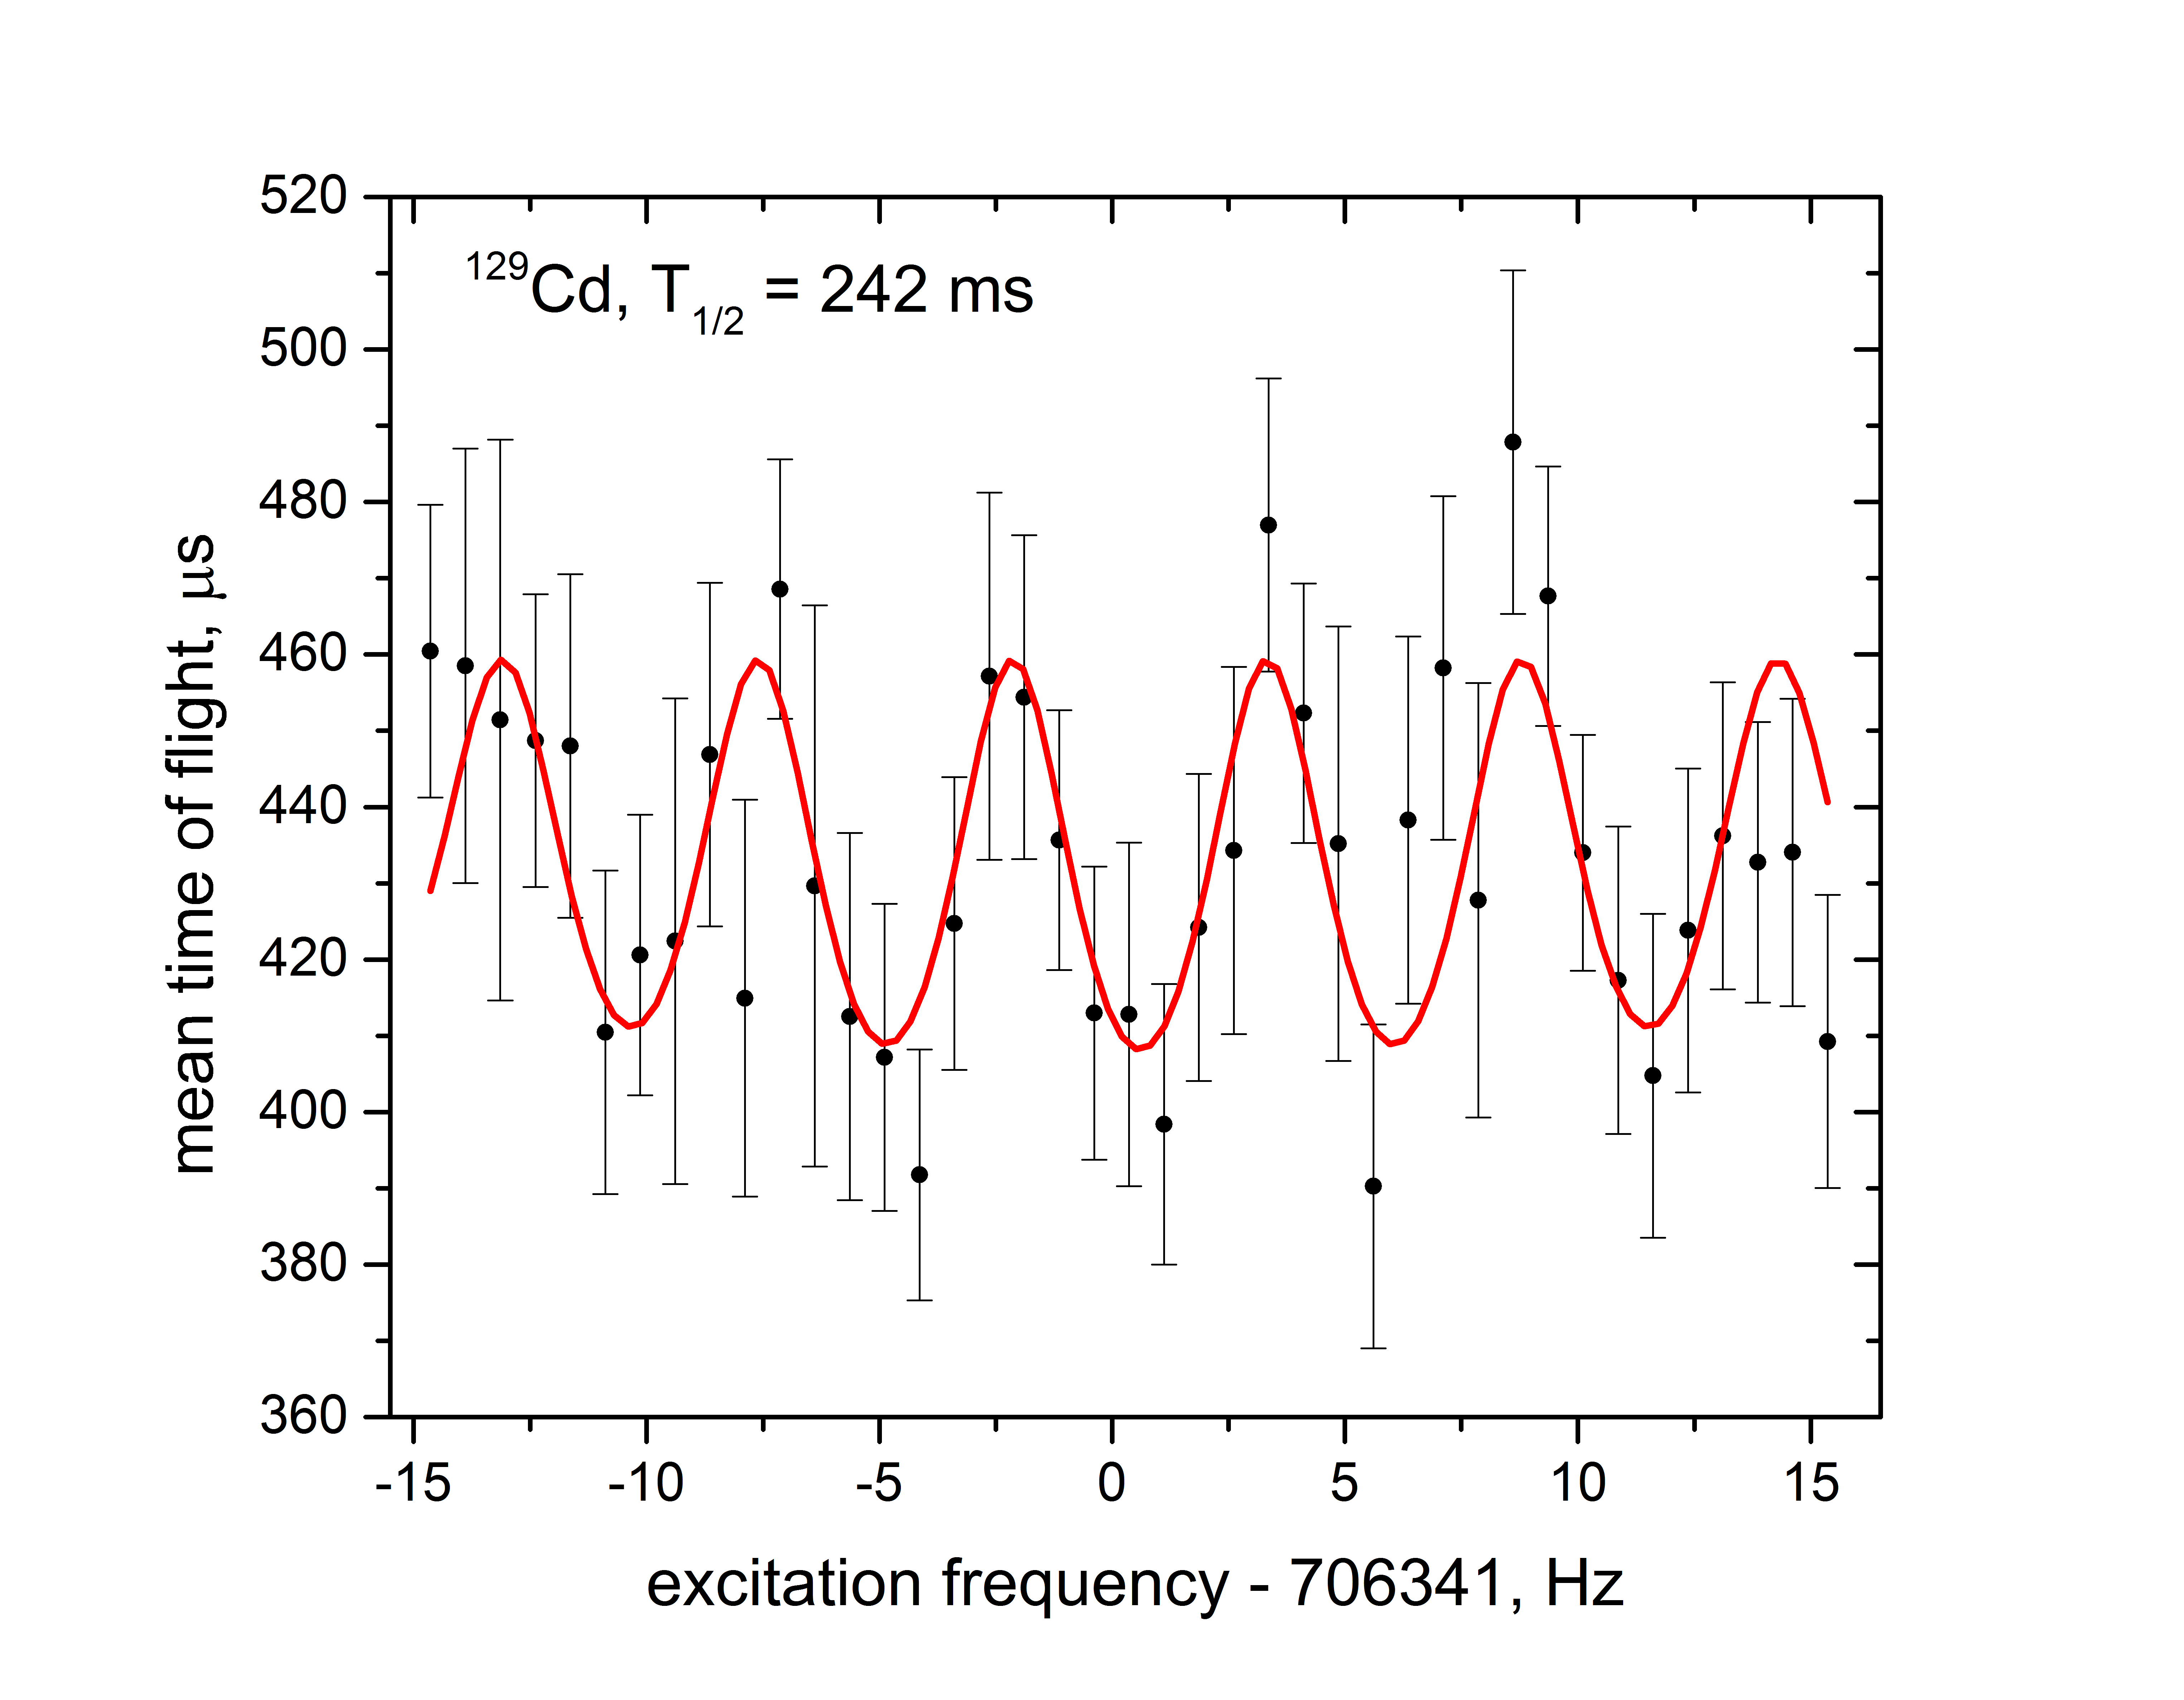 520
500
480
460
440
420
400
380
360
mean time of flight, μs
¹²⁹Cd, T₁/₂ = 242 ms
-15 -10 -5 0 5 10 15
excitation frequency - 706341, Hz